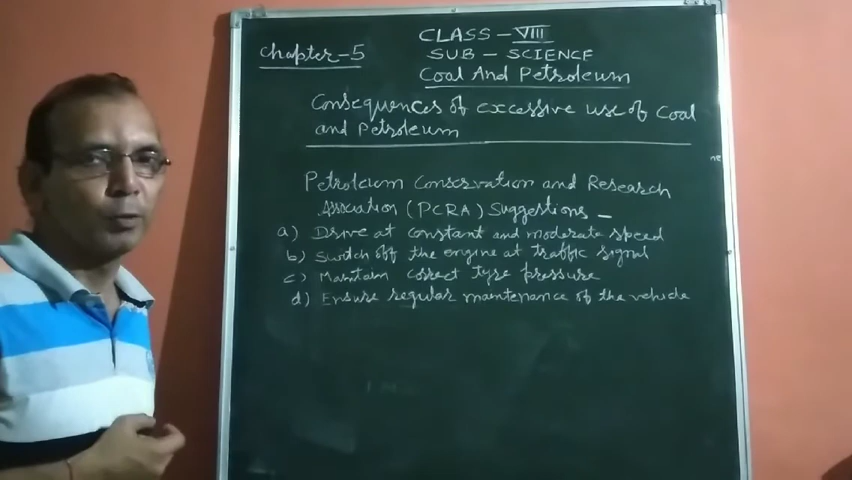 CLASS - VIII
Chapter-5
SUB - SCIENCE
Coal And Petroleum
Consequences of excessive use of Coal
and Petroleum
Petroleum Conservation and Research
Association (PCRA) Suggestions -
a) Drive at constant and moderate speed
b) Switch off the engine at traffic signal
c) Maintain correct tyre pressure
d) Ensure regular maintenance of the vehicle